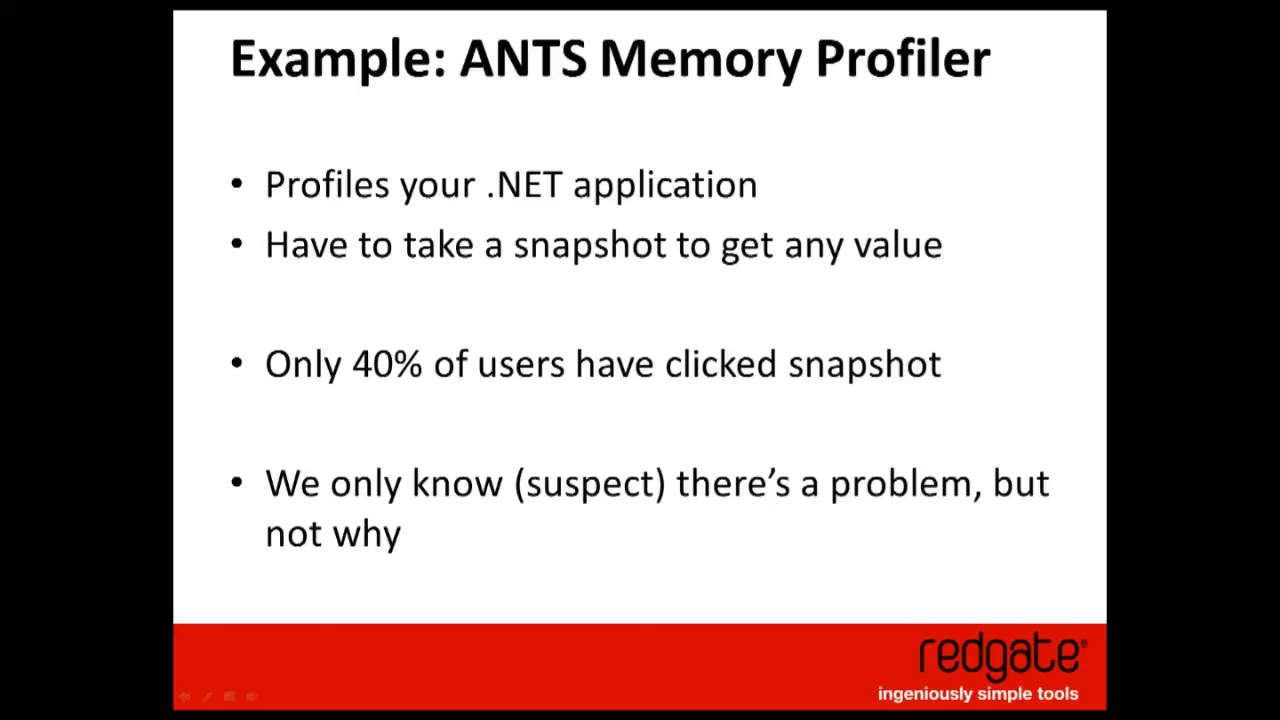 Example: ANTS Memory Profiler
• Profiles your .NET application
• Have to take a snapshot to get any value
• Only 40% of users have clicked snapshot
• We only know (suspect) there’s a problem, but
not why
redgate®
ingeniously simple tools